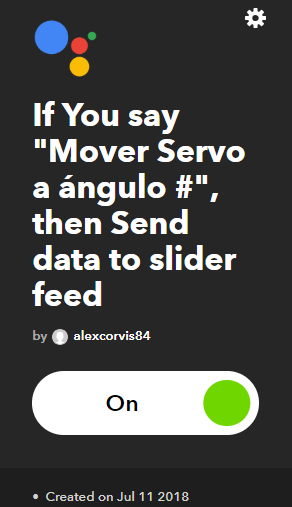 If You say
"Mover Servo
a ángulo #",
then Send
data to slider
feed
by alexcorvis84
On
• Created on Jul 11 2018